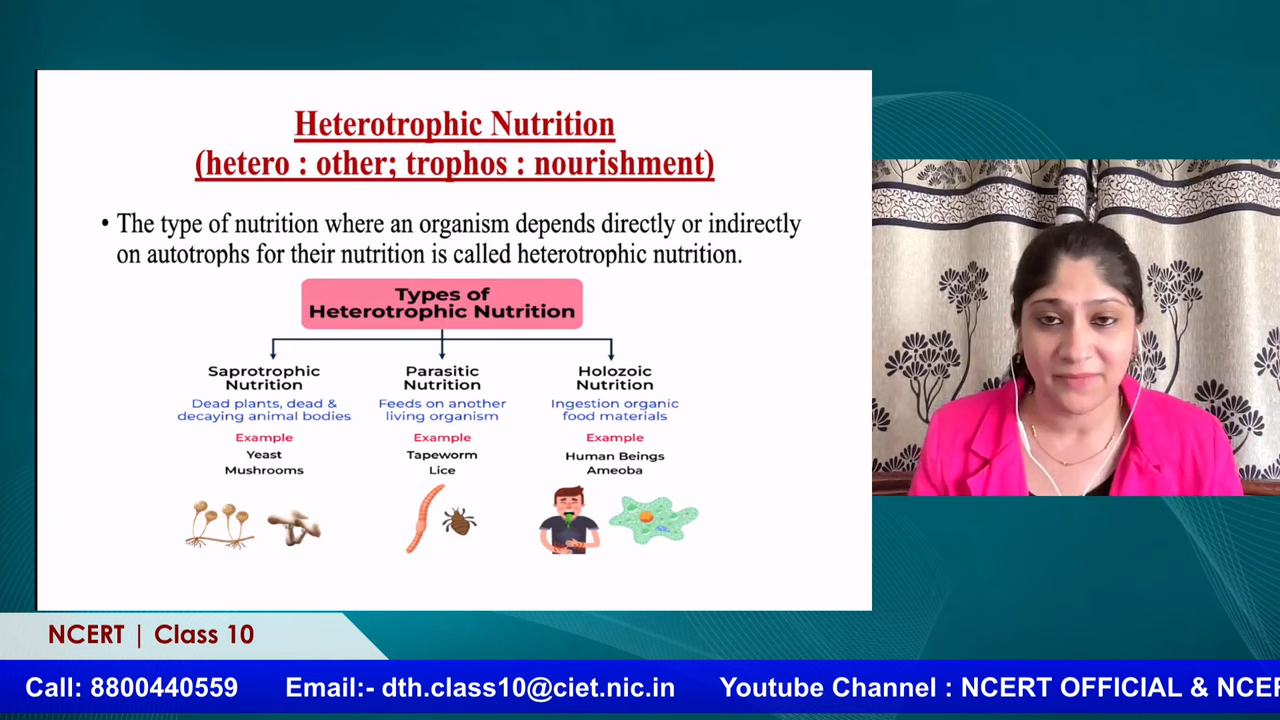 Heterotrophic Nutrition
(hetero : other; trophos : nourishment)
• The type of nutrition where an organism depends directly or indirectly
on autotrophs for their nutrition is called heterotrophic nutrition.
Types of
Heterotrophic Nutrition
Saprotrophic
Nutrition
Dead plants, dead &
decaying animal bodies
Example
Yeast
Mushrooms
Parasitic
Nutrition
Feeds on another
living organism
Example
Tapeworm
Lice
Holozoic
Nutrition
Ingestion organic
food materials
Example
Human Beings
Ameoba
NCERT | Class 10
Call: 8800440559 Email:- dth.class10@ciet.nic.in Youtube Channel : NCERT OFFICIAL & NCE